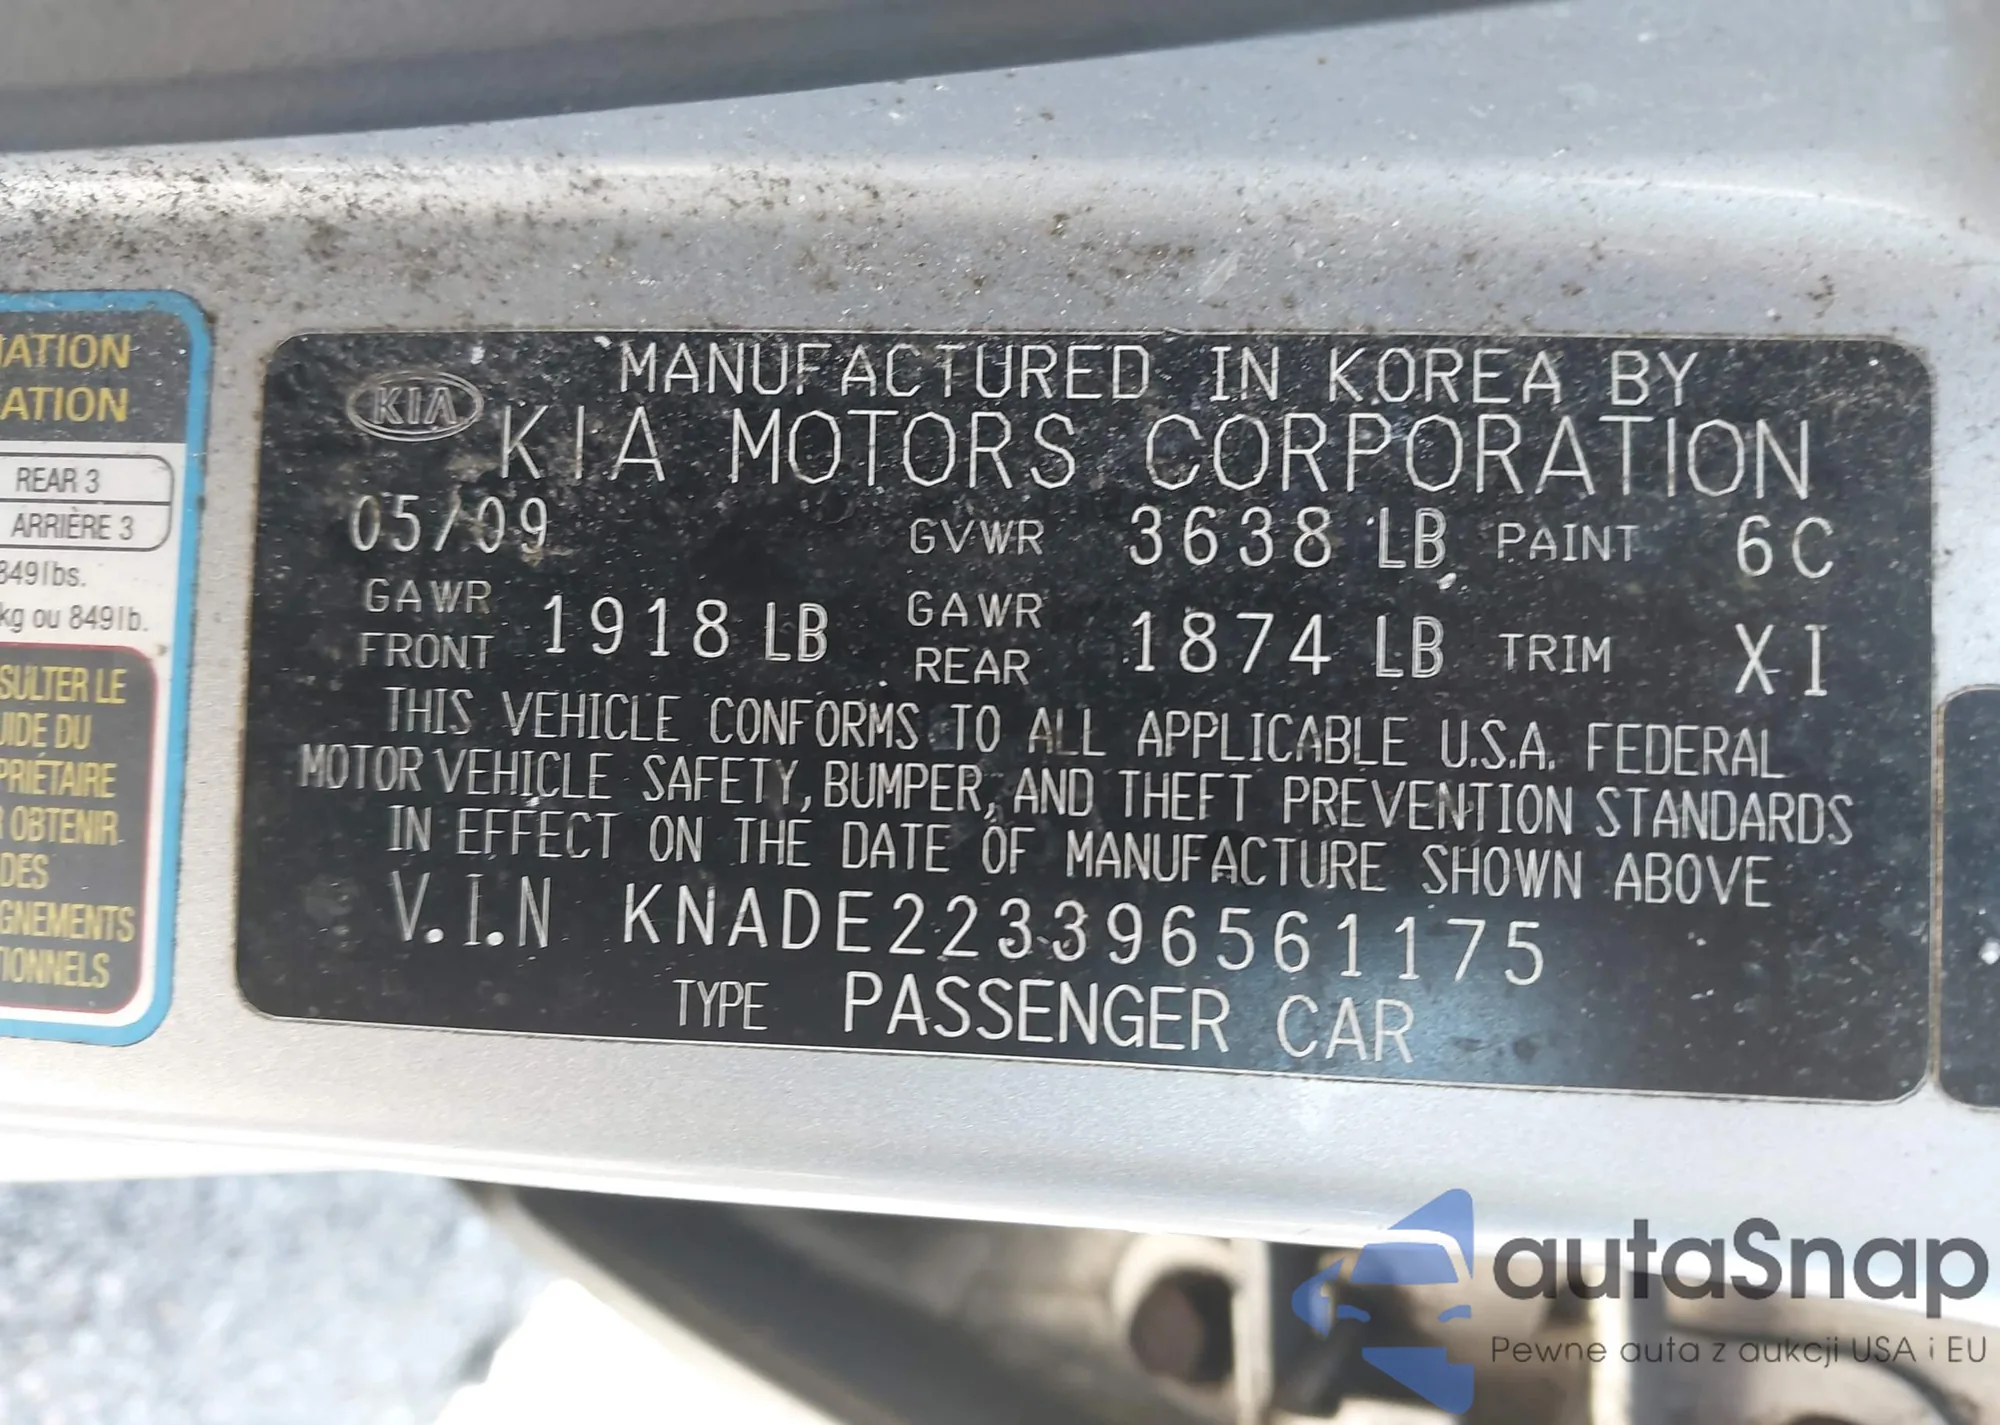 IATION
ATION
REAR 3
ARRIÈRE 3
849lbs.
kg ou 849lb.
SULTER LE
UIDE DU
PRIÉTAIRE
R OBTENIR
DES
GNEMENTS
TIONNELS
KIA
MANUFACTURED IN KOREA BY
KIA MOTORS CORPORATION
05/09 GVWR 3638 LB PAINT 6C
GAWR FRONT 1918 LB GAWR REAR 1874 LB TRIM XI
THIS VEHICLE CONFORMS TO ALL APPLICABLE U.S.A. FEDERAL
MOTOR VEHICLE SAFETY, BUMPER, AND THEFT PREVENTION STANDARDS
IN EFFECT ON THE DATE OF MANUFACTURE SHOWN ABOVE
V.I.N KNADE223396561175
TYPE PASSENGER CAR
autaSnap
Pewne auta z aukcji USA i EU